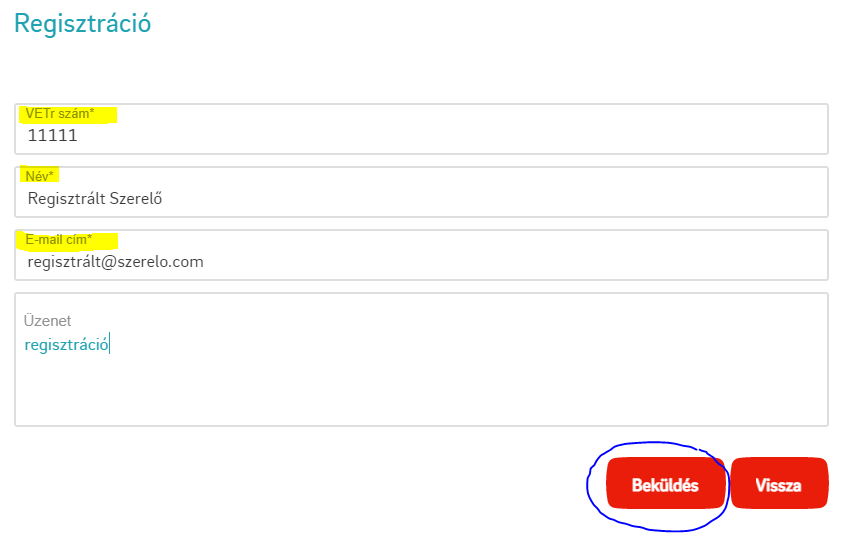 Regisztráció
VETr szám*
11111
Név*
Regisztrált Szerelő
E-mail cím*
regisztrált@szerelo.com
Üzenet
regisztráció
Beküldés
Vissza